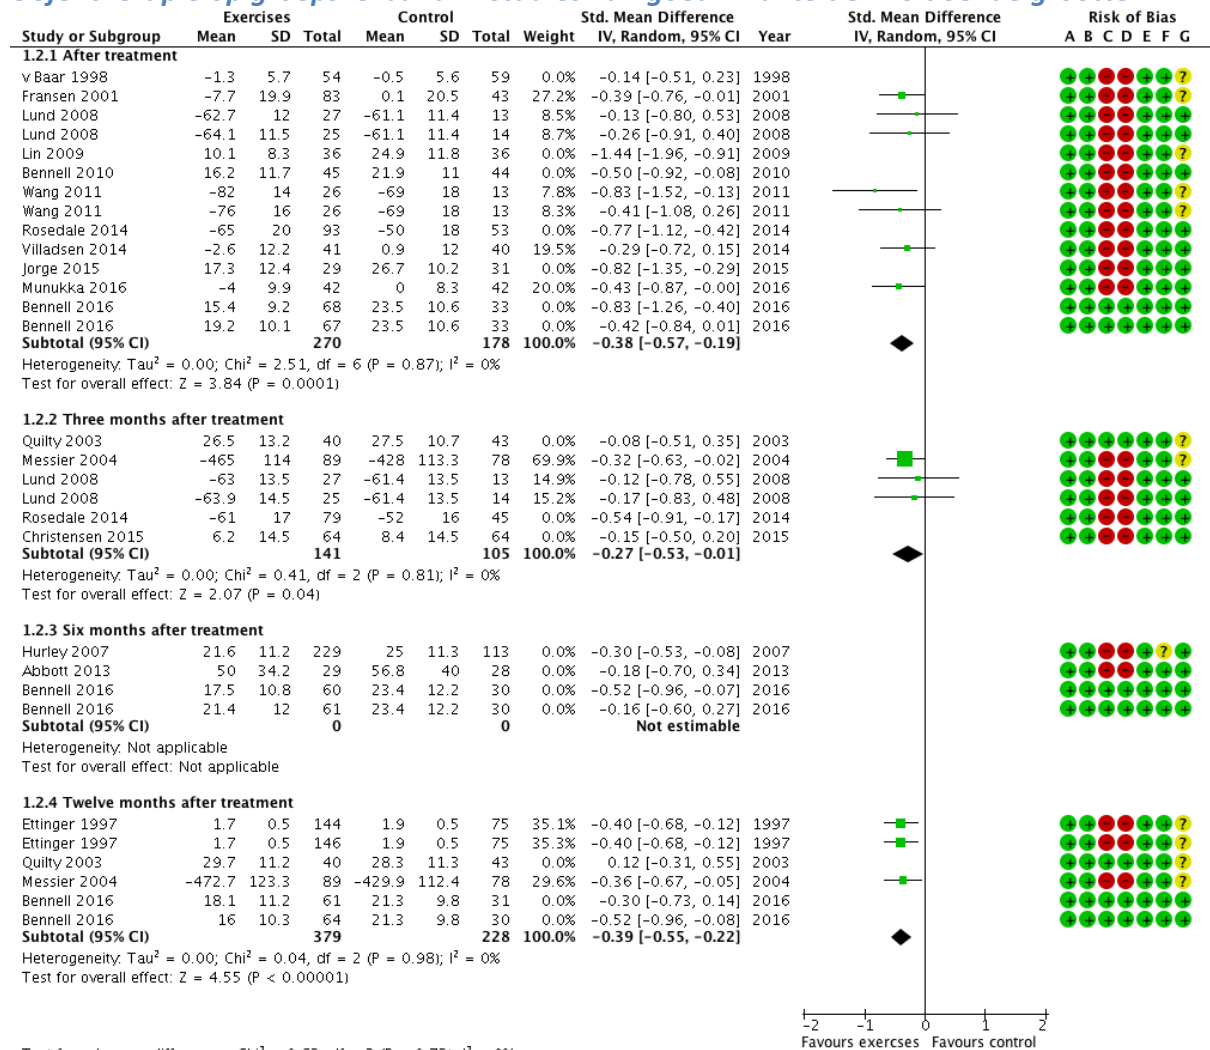 Exercises Control Std. Mean Difference Std. Mean Difference Risk of Bias
Study or Subgroup Mean SD Total Mean SD Total Weight IV, Random, 95% CI Year IV, Random, 95% CI A B C D E F G
1.2.1 After treatment
v Baar 1998 -1.3 5.7 54 -0.5 5.6 59 0.0% -0.14 [-0.51, 0.23] 1998 + + - - + + ?
Fransen 2001 -7.7 19.9 83 0.1 20.5 43 27.2% -0.39 [-0.76, -0.01] 2001 + + - - + + ?
Lund 2008 -62.7 12 27 -61.1 11.4 13 8.5% -0.13 [-0.80, 0.53] 2008 + + - - + + +
Lund 2008 -64.1 11.5 25 -61.1 11.4 14 8.7% -0.26 [-0.91, 0.40] 2008 + + - - + + +
Lin 2009 10.1 8.3 36 24.9 11.8 36 0.0% -1.44 [-1.96, -0.91] 2009 + + - - + + ?
Bennell 2010 16.2 11.7 45 21.9 11 44 0.0% -0.50 [-0.92, -0.08] 2010 + + - - + + +
Wang 2011 -82 14 26 -69 18 13 7.8% -0.83 [-1.52, -0.13] 2011 + + - - + + ?
Wang 2011 -76 16 26 -69 18 13 8.3% -0.41 [-1.08, 0.26] 2011 + + - - + + ?
Rosedale 2014 -65 20 93 -50 18 53 0.0% -0.77 [-1.12, -0.42] 2014 + + - - + + +
Villadsen 2014 -2.6 12.2 41 0.9 12 40 19.5% -0.29 [-0.72, 0.15] 2014 + + - - + + +
Jorge 2015 17.3 12.4 29 26.7 10.2 31 0.0% -0.82 [-1.35, -0.29] 2015 + + - - + + +
Munukka 2016 -4 9.9 42 0 8.3 42 20.0% -0.43 [-0.87, -0.00] 2016 + + - - + + +
Bennell 2016 15.4 9.2 68 23.5 10.6 33 0.0% -0.83 [-1.26, -0.40] 2016 + + + + + + +
Bennell 2016 19.2 10.1 67 23.5 10.6 33 0.0% -0.42 [-0.84, 0.01] 2016 + + + + + + +
Subtotal (95% CI) 270 178 100.0% -0.38 [-0.57, -0.19]
Heterogeneity: Tau² = 0.00; Chi² = 2.51, df = 6 (P = 0.87); I² = 0%
Test for overall effect: Z = 3.84 (P = 0.0001)
1.2.2 Three months after treatment
Quilty 2003 26.5 13.2 40 27.5 10.7 43 0.0% -0.08 [-0.51, 0.35] 2003 + + + + + + ?
Messier 2004 -465 114 89 -428 113.3 78 69.9% -0.32 [-0.63, -0.02] 2004 + + - - + + ?
Lund 2008 -63 13.5 27 -61.4 13.5 13 14.9% -0.12 [-0.78, 0.55] 2008 + + - - + + +
Lund 2008 -63.9 14.5 25 -61.4 13.5 14 15.2% -0.17 [-0.83, 0.48] 2008 + + - - + + +
Rosedale 2014 -61 17 79 -52 16 45 0.0% -0.54 [-0.91, -0.17] 2014 + + - - + + +
Christensen 2015 6.2 14.5 64 8.4 14.5 64 0.0% -0.15 [-0.50, 0.20] 2015 + + - - + + +
Subtotal (95% CI) 141 105 100.0% -0.27 [-0.53, -0.01]
Heterogeneity: Tau² = 0.00; Chi² = 0.41, df = 2 (P = 0.81); I² = 0%
Test for overall effect: Z = 2.07 (P = 0.04)
1.2.3 Six months after treatment
Hurley 2007 21.6 11.2 229 25 11.3 113 0.0% -0.30 [-0.53, -0.08] 2007 + + - - + ? +
Abbott 2013 50 34.2 29 56.8 40 28 0.0% -0.18 [-0.70, 0.34] 2013 + + - - + + +
Bennell 2016 17.5 10.8 60 23.4 12.2 30 0.0% -0.52 [-0.96, -0.07] 2016 + + + + + + +
Bennell 2016 21.4 12 61 23.4 12.2 30 0.0% -0.16 [-0.60, 0.27] 2016 + + + + + + +
Subtotal (95% CI) 0 0 Not estimable
Heterogeneity: Not applicable
Test for overall effect: Not applicable
1.2.4 Twelve months after treatment
Ettinger 1997 1.7 0.5 144 1.9 0.5 75 35.1% -0.40 [-0.68, -0.12] 1997 + + - - + + ?
Ettinger 1997 1.7 0.5 146 1.9 0.5 75 35.3% -0.40 [-0.68, -0.12] 1997 + + - - + + ?
Quilty 2003 29.7 11.2 40 28.3 11.3 43 0.0% 0.12 [-0.31, 0.55] 2003 + + + + + + ?
Messier 2004 -472.7 123.3 89 -429.9 112.4 78 29.6% -0.36 [-0.67, -0.05] 2004 + + - - + + ?
Bennell 2016 18.1 11.2 61 21.3 9.8 31 0.0% -0.30 [-0.73, 0.14] 2016 + + + + + + +
Bennell 2016 16 10.3 64 21.3 9.8 30 0.0% -0.52 [-0.96, -0.08] 2016 + + + + + + +
Subtotal (95% CI) 379 228 100.0% -0.39 [-0.55, -0.22]
Heterogeneity: Tau² = 0.00; Chi² = 0.04, df = 2 (P = 0.98); I² = 0%
Test for overall effect: Z = 4.55 (P < 0.00001)
-2 -1 0 1 2
Favours exercses Favours control